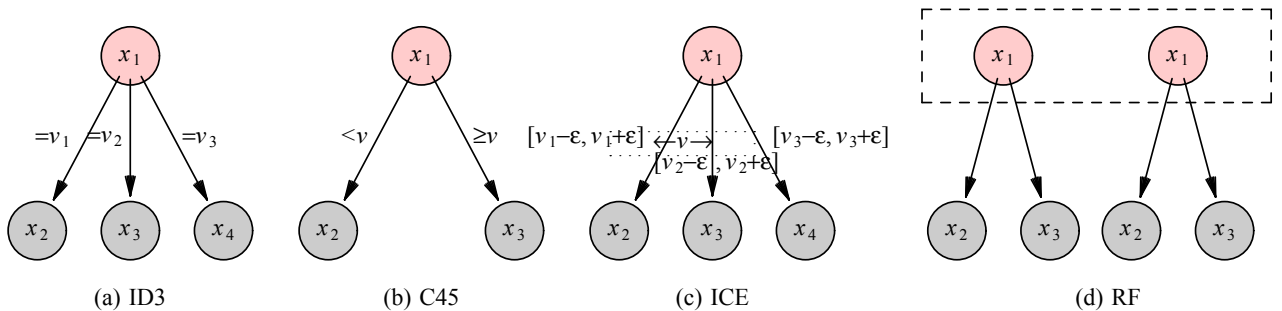 x1 x1 x1 x1 x1
=v1 =v2 =v3 <v ≥v [v1−ε, v1+ε] ←v→ [v3−ε, v3+ε]
[v2−ε, v2+ε]
x2 x3 x4 x2 x3 x2 x3 x4 x2 x3 x2 x3
(a) ID3 (b) C45 (c) ICE (d) RF